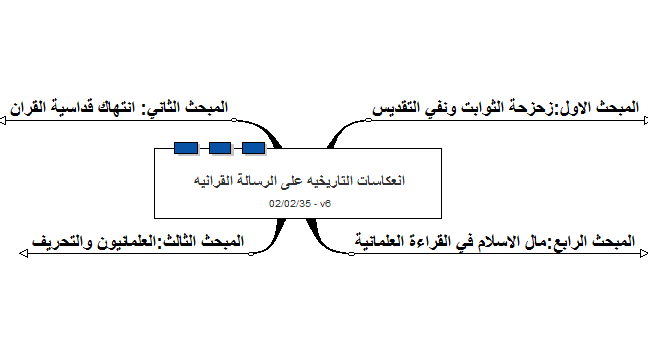 المبحث الاول:زحزحة الثوابت ونفي التقديس
المبحث الثاني: انتهاك قداسية القران
انعكاسات التاريخيه على الرسالة القرانيه
02/02/35 - v6
المبحث الثالث:العلمانيون والتحريف
المبحث الرابع:مال الاسلام في القراءة العلمانية